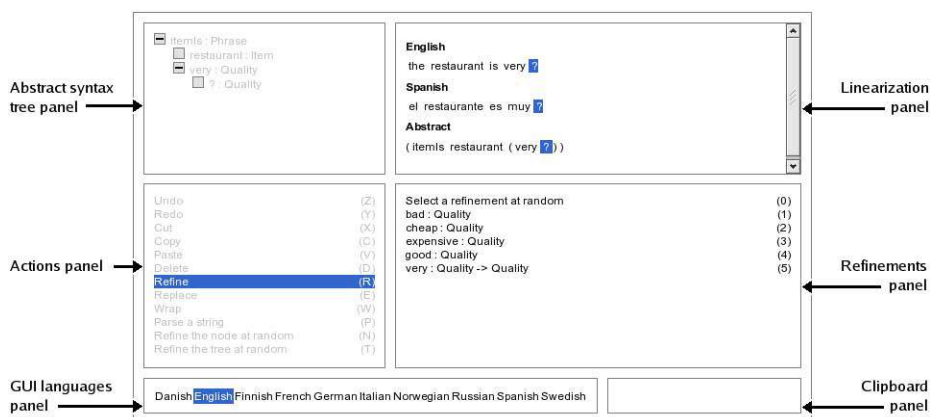 Abstract syntax
tree panel
itemIs : Phrase
restaurant : Item
very : Quality
? : Quality
English
the restaurant is very ?
Spanish
el restaurante es muy ?
Abstract
( itemIs restaurant ( very ? ) )
Linearization
panel
Actions panel
Undo (Z)
Redo (Y)
Cut (X)
Copy (C)
Paste (V)
Delete (D)
Refine (R)
Replace (E)
Wrap (W)
Parse a string (P)
Refine the node at random (N)
Refine the tree at random (T)
Select a refinement at random (0)
bad : Quality (1)
cheap : Quality (2)
expensive : Quality (3)
good : Quality (4)
very : Quality -> Quality (5)
Refinements
panel
GUI languages
panel
Danish English Finnish French German Italian Norwegian Russian Spanish Swedish
Clipboard
panel